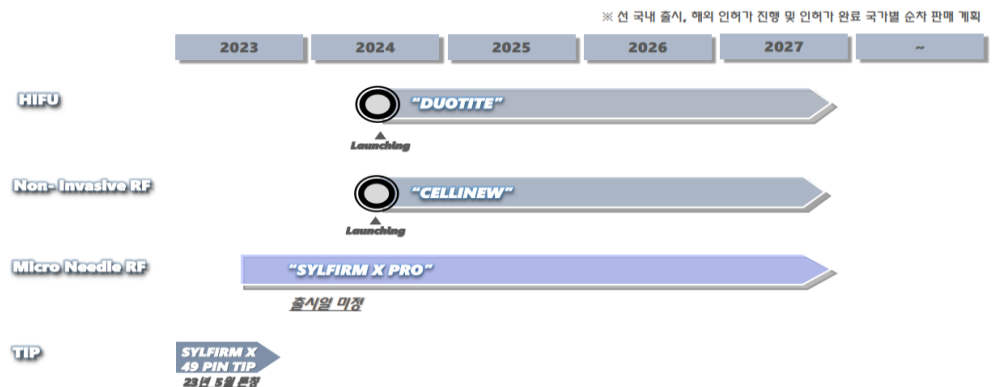 ※ 선 국내 출시, 해외 인허가 진행 및 인허가 완료 국가별 순차 판매 계획
2023 2024 2025 2026 2027 ~
HIFU
"DUOTITE"
Launching
Non- Invasive RF
"CELLINEW"
Launching
Micro Needle RF
"SYLFIRM X PRO"
출시일 미정
TIP
SYLFIRM X
49 PIN TIP
23년 5월 론칭